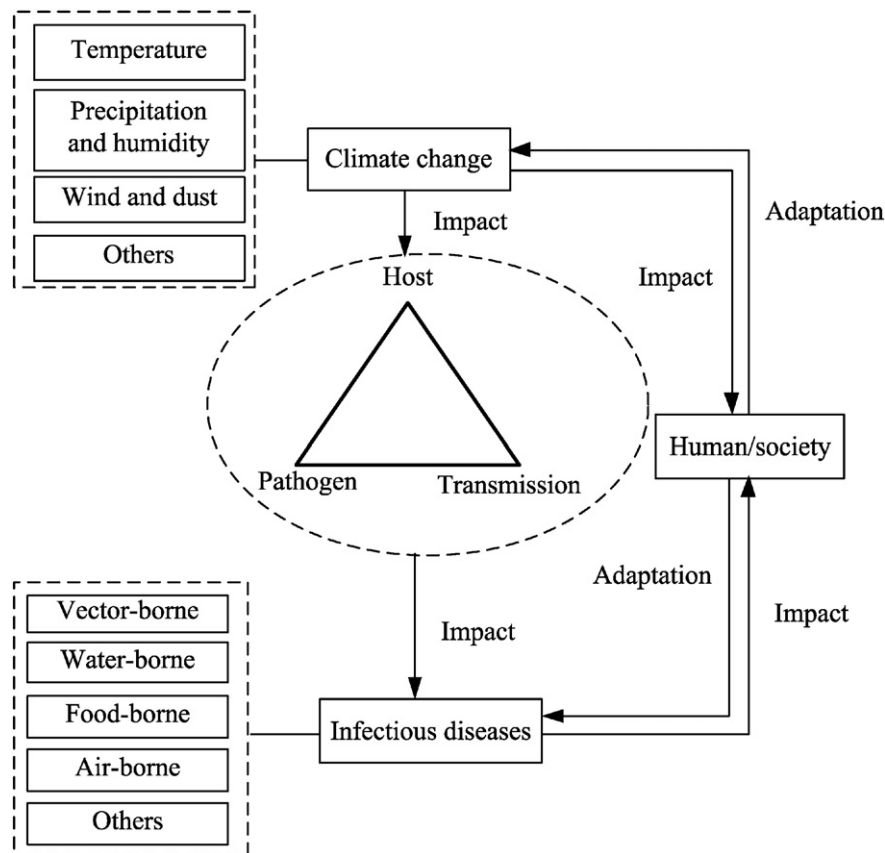 Temperature
Precipitation
and humidity
Wind and dust
Others
Climate change
Impact
Adaptation
Impact
Host
Pathogen
Transmission
Human/society
Adaptation
Impact
Impact
Vector-borne
Water-borne
Food-borne
Air-borne
Others
Infectious diseases